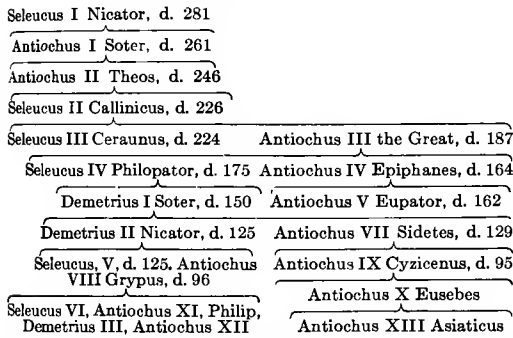 Seleucus I Nicator, d. 281
Antiochus I Soter, d. 261
Antiochus II Theos, d. 246
Seleucus II Callinicus, d. 226
Seleucus III Ceraunus, d. 224 Antiochus III the Great, d. 187
Seleucus IV Philopator, d. 175 Antiochus IV Epiphanes, d. 164
Demetrius I Soter, d. 150 Antiochus V Eupator, d. 162
Demetrius II Nicator, d. 125 Antiochus VII Sidetes, d. 129
Seleucus, V, d. 125. Antiochus
VIII Grypus, d. 96
Antiochus IX Cyzicenus, d. 95
Seleucus VI, Antiochus XI, Philip,
Demetrius III, Antiochus XII
Antiochus X Eusebes
Antiochus XIII Asiaticus